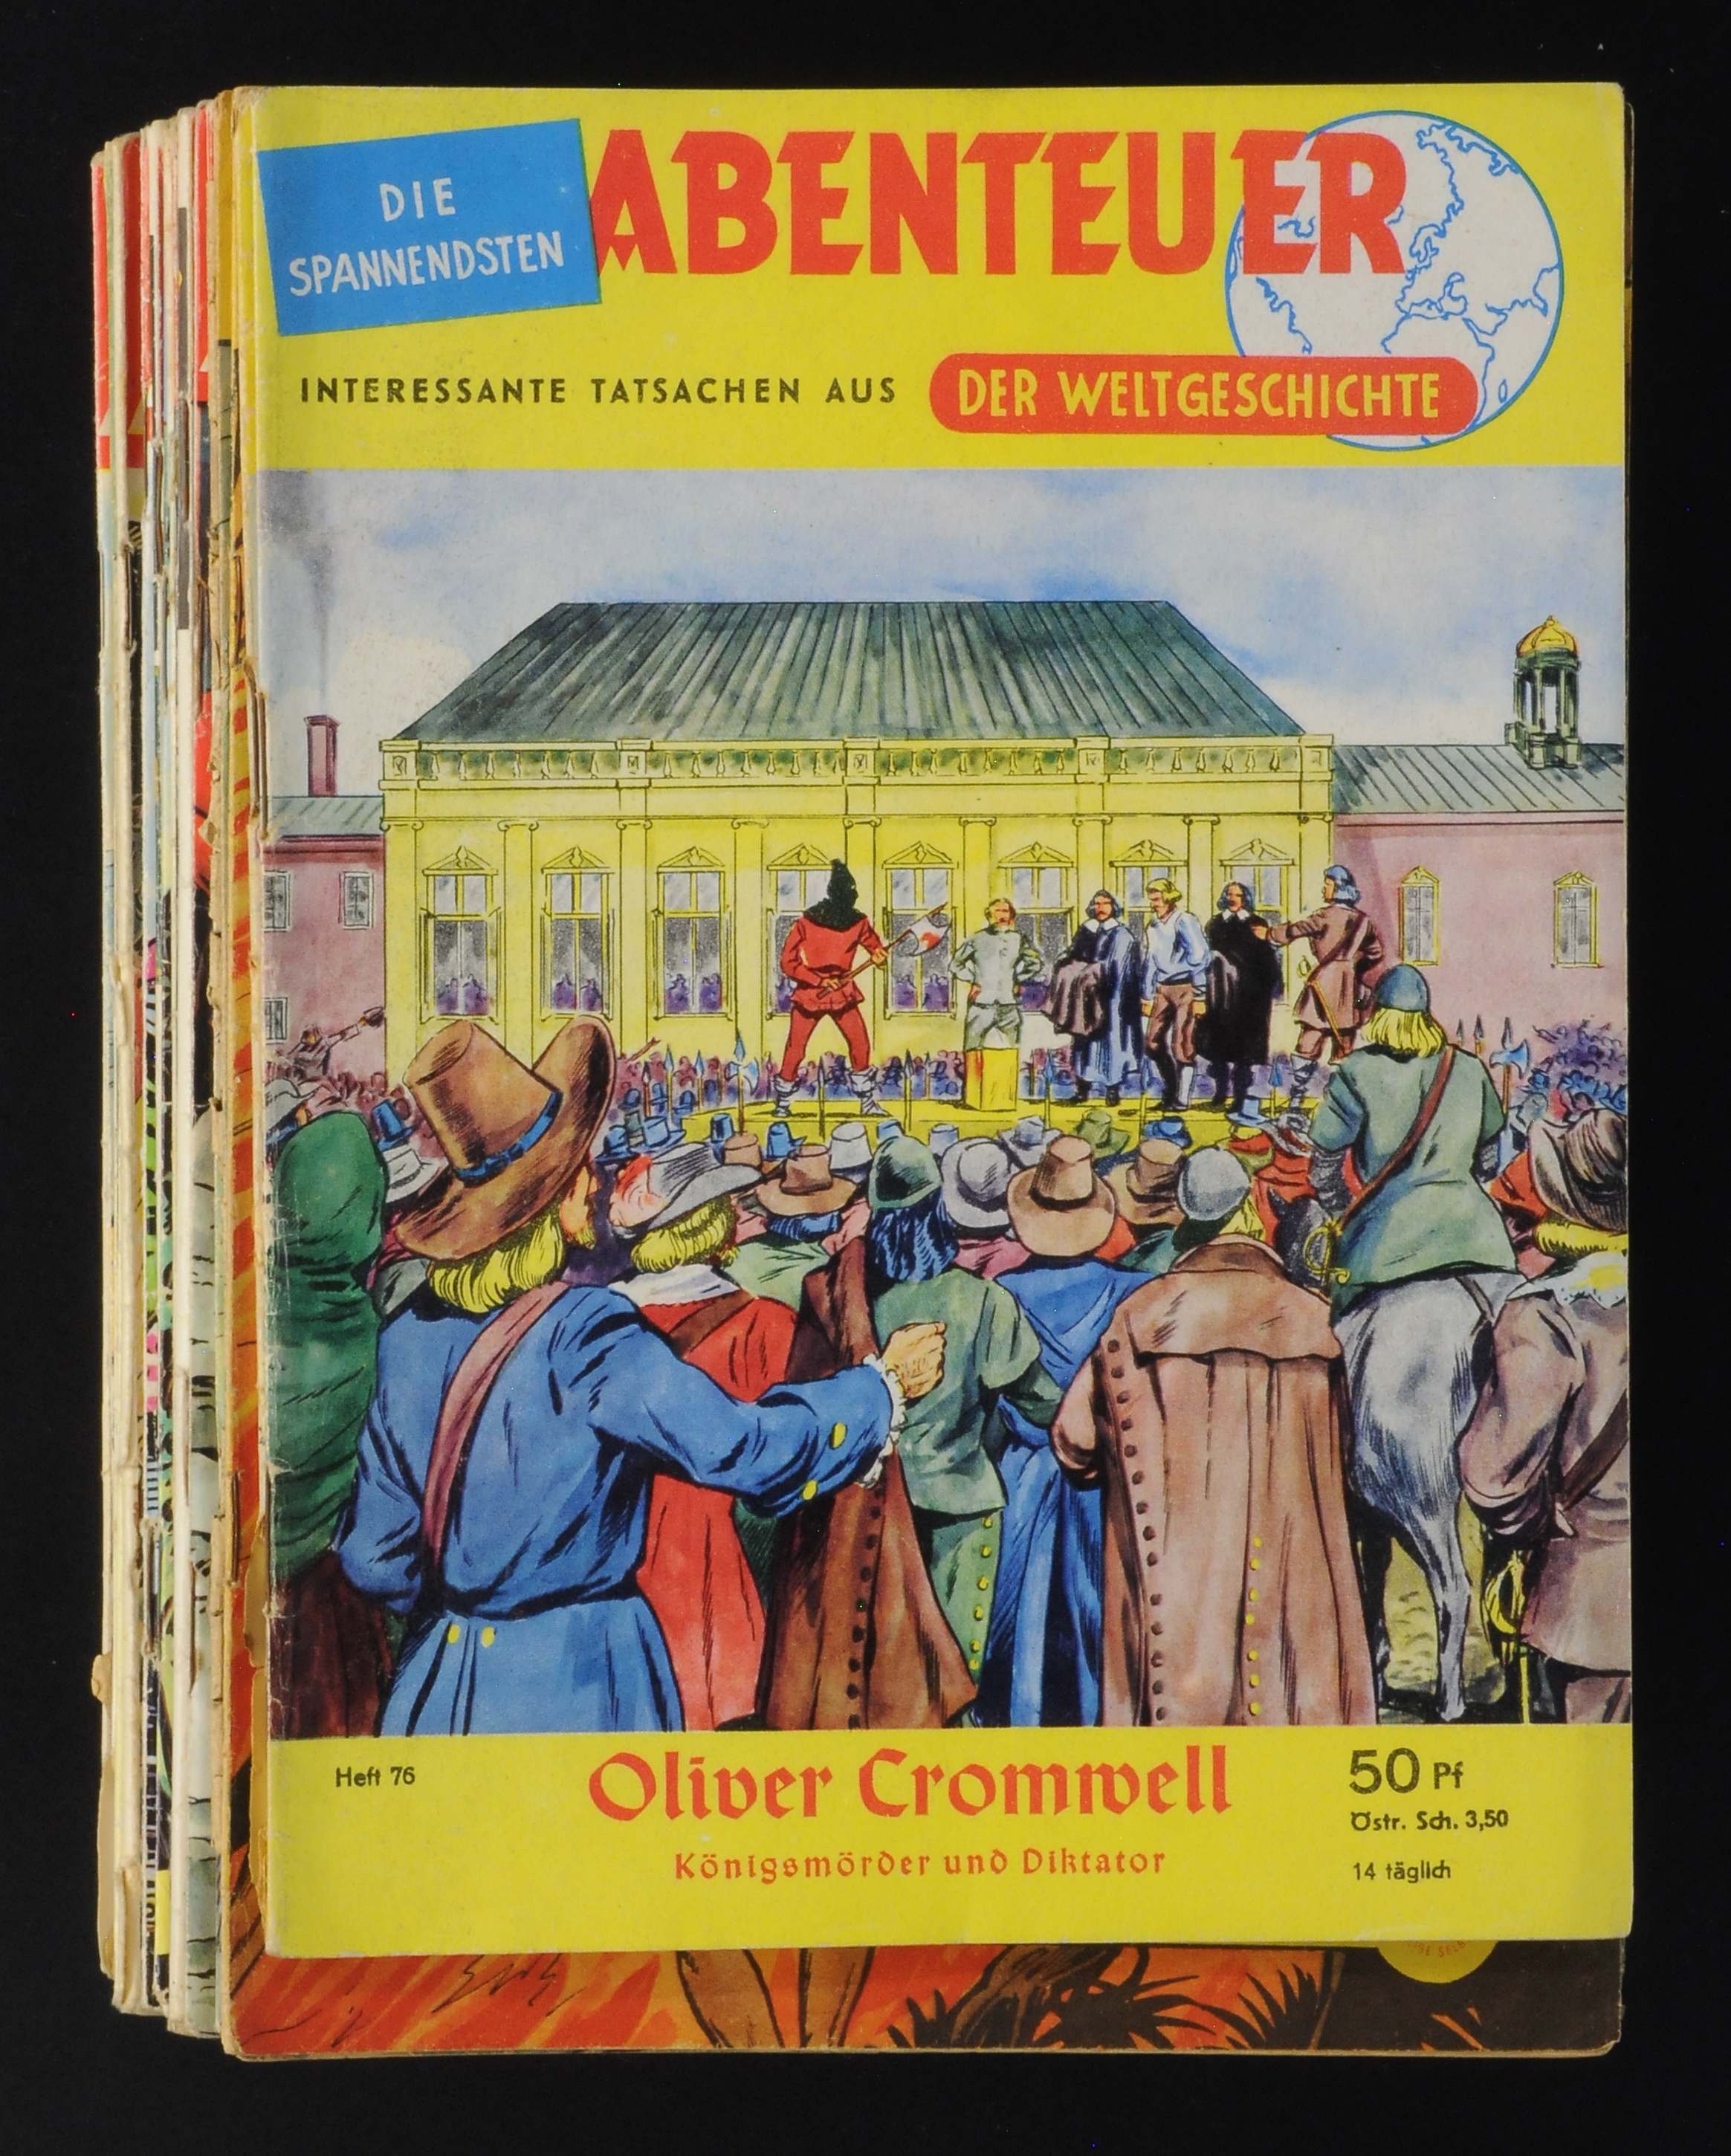 DIE
SPANNENDSTEN
ABENTEUER
INTERESSANTE TATSACHEN AUS
DER WELTGESCHICHTE
Heft 76
Oliver Cromwell
Königsmörder und Diktator
50 Pf
Östr. Sch. 3,50
14 täglich